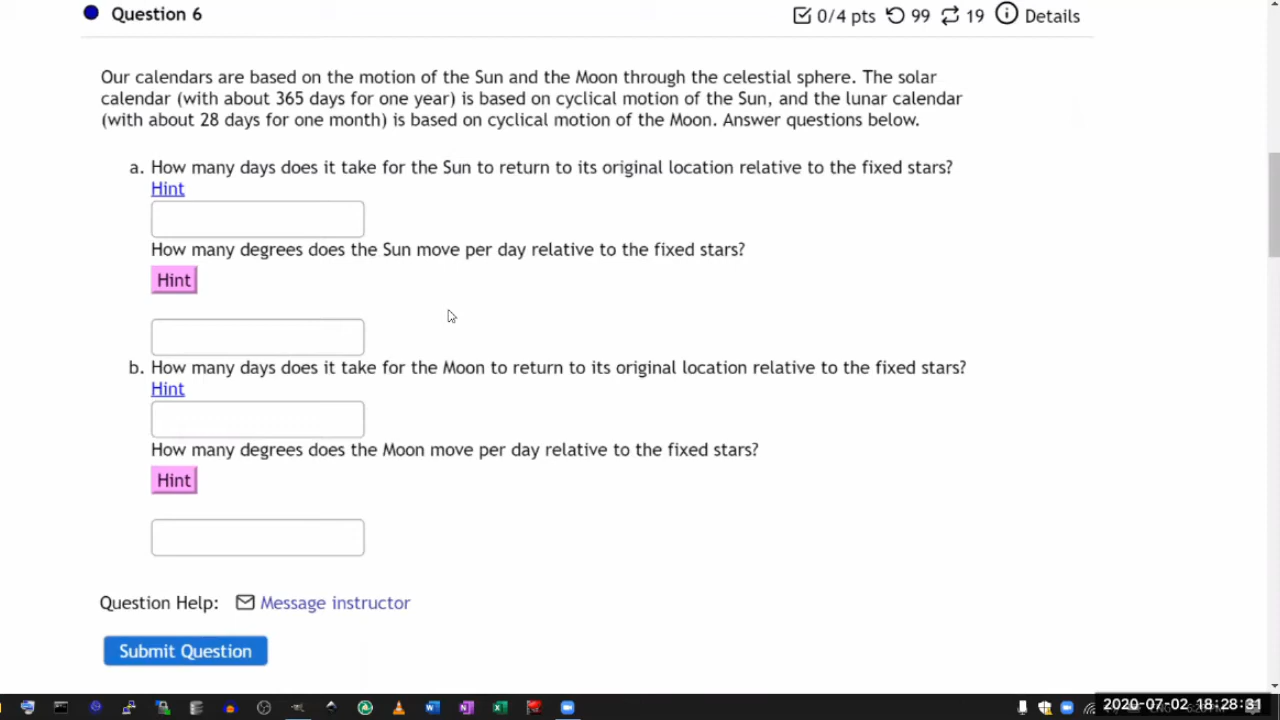 Question 6
0/4 pts 99 19 Details
Our calendars are based on the motion of the Sun and the Moon through the celestial sphere. The solar
calendar (with about 365 days for one year) is based on cyclical motion of the Sun, and the lunar calendar
(with about 28 days for one month) is based on cyclical motion of the Moon. Answer questions below.
a. How many days does it take for the Sun to return to its original location relative to the fixed stars?
Hint
How many degrees does the Sun move per day relative to the fixed stars?
Hint
b. How many days does it take for the Moon to return to its original location relative to the fixed stars?
Hint
How many degrees does the Moon move per day relative to the fixed stars?
Hint
Question Help: Message instructor
Submit Question
2020-07-02 18:28:31